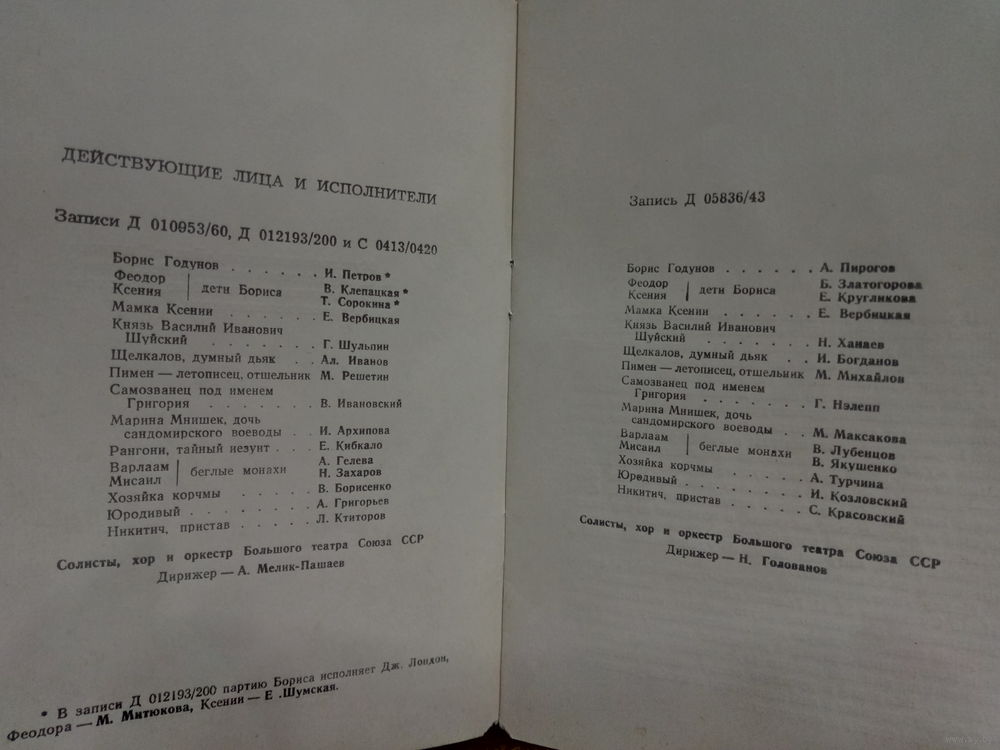 ДЕЙСТВУЮЩИЕ ЛИЦА И ИСПОЛНИТЕЛИ
Записи Д 010953/60, Д 012193/200 и С 0413/0420
Борис Годунов . . . . . . И. Петров *
Феодор
Ксения
дети Бориса
В. Клепацкая *
Т. Сорокина *
Мамка Ксении . . . . . . Е. Вербицкая
Князь Василий Иванович
Шуйский . . . . . . . Г. Шульпин
Щелкалов, думный дьяк . . Ал. Иванов
Пимен — летописец, отшельник М. Решетин
Самозванец под именем
Григория . . . . . . . В. Ивановский
Марина Мнишек, дочь
сандомирского воеводы . . И. Архипова
Рангони, тайный иезуит . . . Е. Кибкало
Варлаам
Мисаил
беглые монахи
А. Гелева
Н. Захаров
Хозяйка корчмы . . . . . В. Борисенко
Юродивый . . . . . . . А. Григорьев
Никитич, пристав . . . . . Л. Ктиторов
Солисты, хор и оркестр Большого театра Союза ССР
Дирижер — А. Мелик-Пашаев
* В записи Д 012193/200 партию Бориса исполняет Дж. Лондон,
Феодора — М. Митюкова, Ксении — Е .Шумская.
Запись Д 05836/43
Борис Годунов . . . . . . А. Пирогов
Феодор
Ксения
дети Бориса
Б. Златогорова
Е. Кругликова
Мамка Ксении . . . . . . Е. Вербицкая
Князь Василий Иванович
Шуйский . . . . . . . Н. Ханаев
Щелкалов, думный дьяк . . И. Богданов
Пимен — летописец, отшельник М. Михайлов
Самозванец под именем
Григория . . . . . . . Г. Нэлепп
Марина Мнишек, дочь
сандомирского воеводы . . М. Максакова
Варлаам
Мисаил
беглые монахи
В. Лубенцов
В. Якушенко
Хозяйка корчмы . . . . . А. Турчина
Юродивый . . . . . . . И. Козловский
Никитич, пристав . . . . . С. Красовский
Солисты, хор и оркестр Большого театра Союза ССР
Дирижер — Н. Голованов